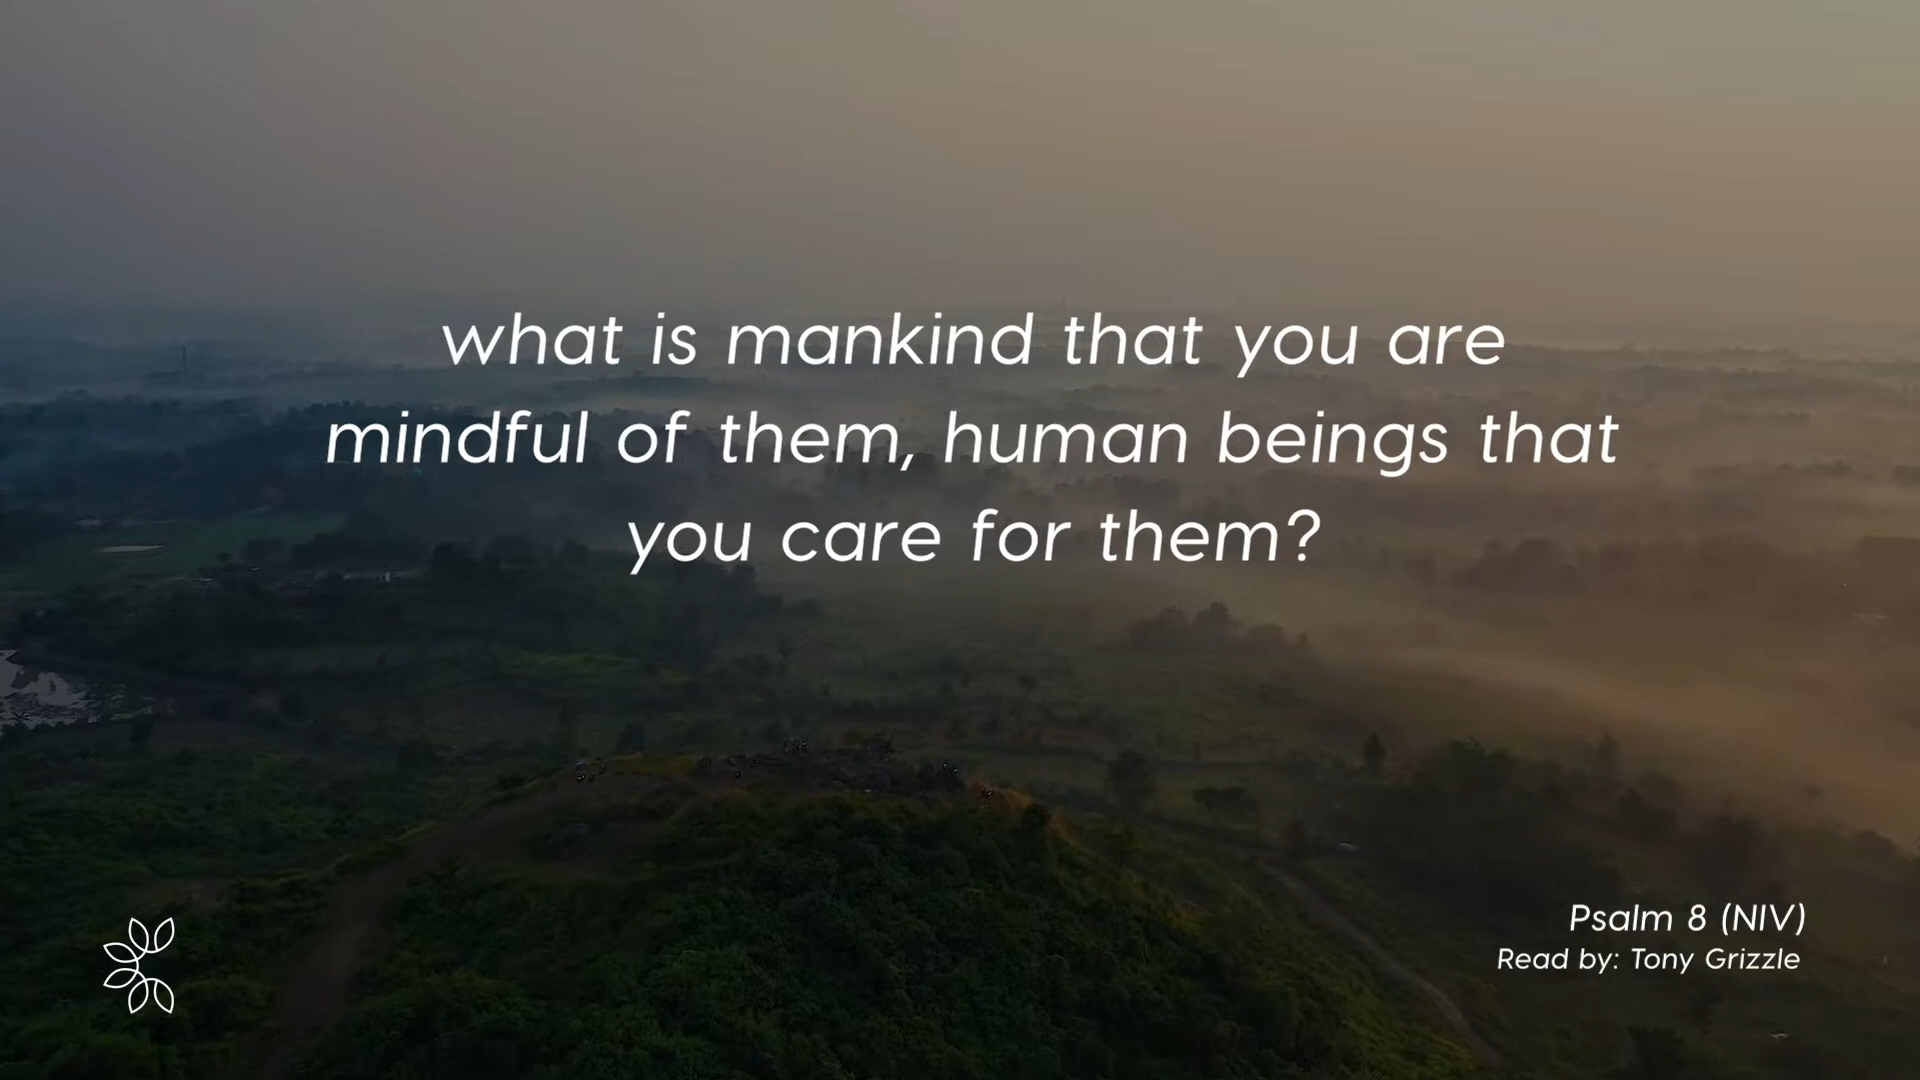 what is mankind that you are
mindful of them, human beings that
you care for them?
Psalm 8 (NIV)
Read by: Tony Grizzle